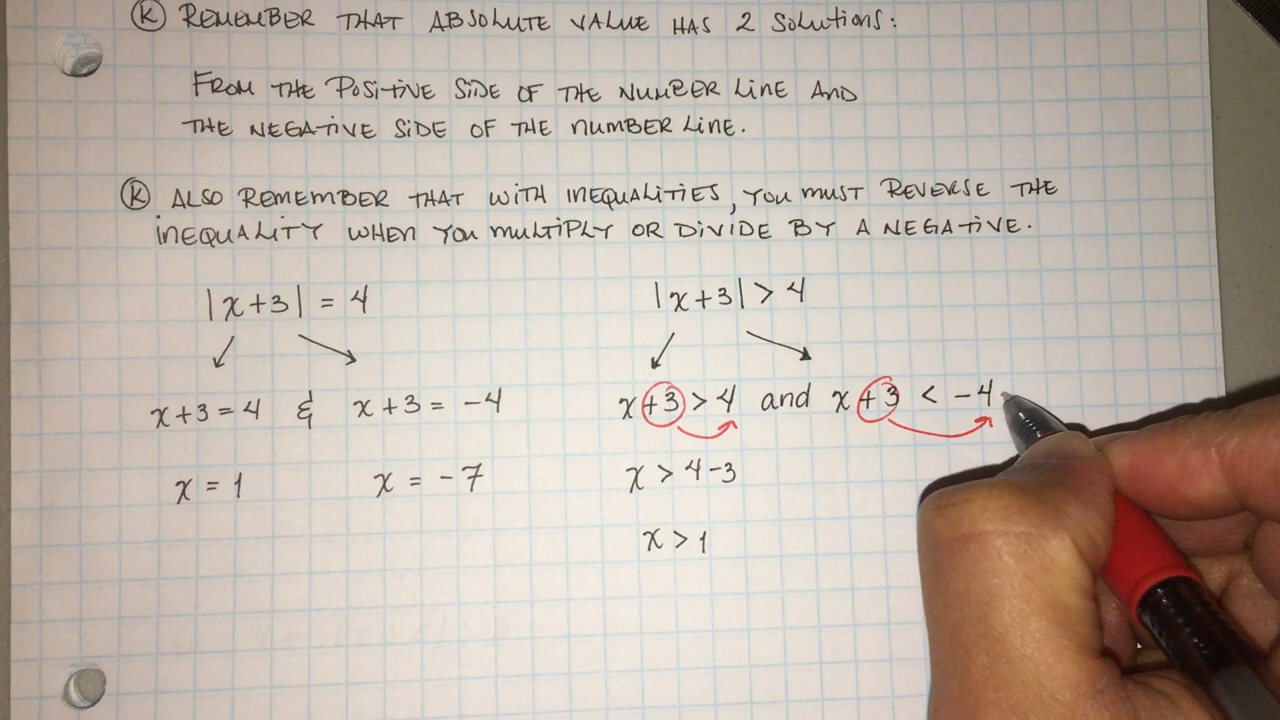 Ⓚ REMEMBER THAT ABSOLUTE VALUE HAS 2 SOLUTIONS:
FROM THE POSITIVE SIDE OF THE NUMBER LINE AND
THE NEGATIVE SIDE OF THE NUMBER LINE.
Ⓚ ALSO REMEMBER THAT WITH INEQUALITIES, YOU MUST REVERSE THE
INEQUALITY WHEN YOU MULTIPLY OR DIVIDE BY A NEGATIVE.
|x+3| = 4
|x+3| > 4
x+3 = 4 & x+3 = -4
x+3 > 4 and x+3 < -4
x = 1
x = -7
x > 4-3
x > 1